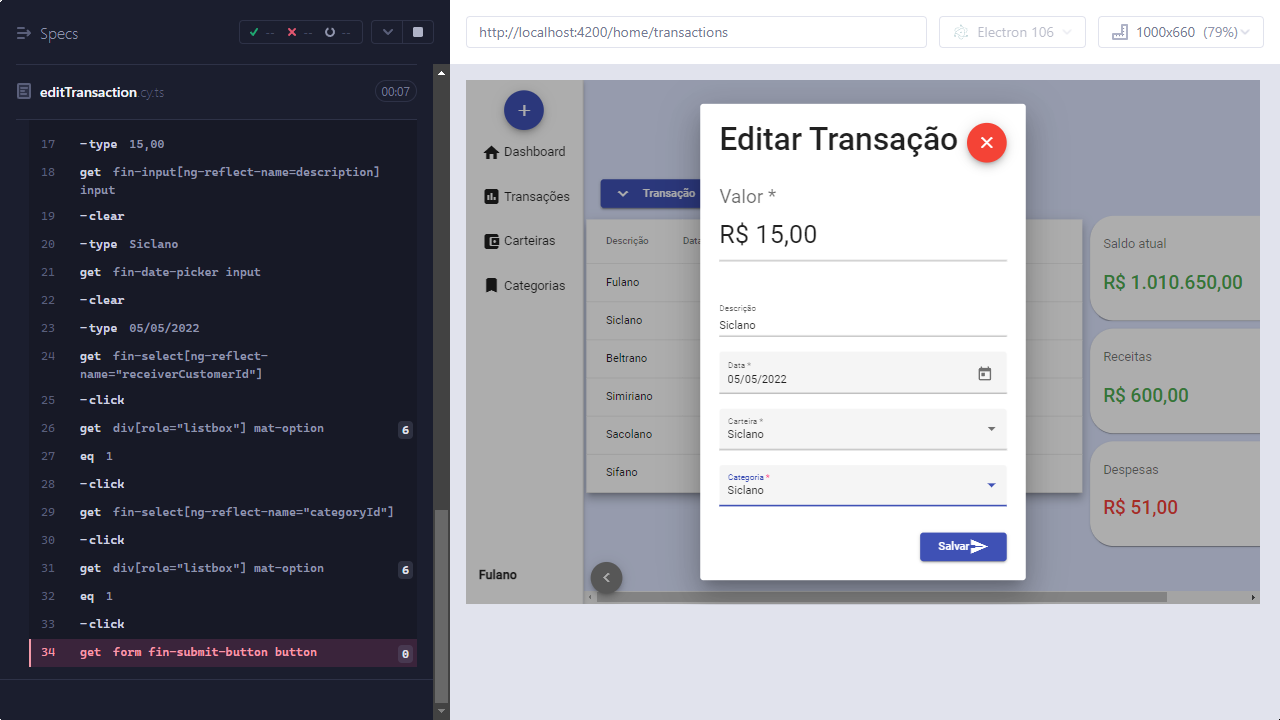 Specs
--
--
--
http://localhost:4200/home/transactions
Electron 106
1000x660 (79%)
editTransaction.cy.ts
00:07
17 -type 15,00
18 get fin-input[ng-reflect-name=description]
input
19 -clear
20 -type Siclano
21 get fin-date-picker input
22 -clear
23 -type 05/05/2022
24 get fin-select[ng-reflect-
name="receiverCustomerId"]
25 -click
26 get div[role="listbox"] mat-option 6
27 eq 1
28 -click
29 get fin-select[ng-reflect-name="categoryId"]
30 -click
31 get div[role="listbox"] mat-option 6
32 eq 1
33 -click
34 get form fin-submit-button button 0
+
Dashboard
Transações
Carteiras
Categorias
Fulano
Transação
Descrição Data
Fulano
Siclano
Beltrano
Simiriano
Sacolano
Sifano
Editar Transação
Valor *
R$ 15,00
Descrição
Siclano
Data *
05/05/2022
Carteira *
Siclano
Categoria *
Siclano
Salvar
Saldo atual
R$ 1.010.650,00
Receitas
R$ 600,00
Despesas
R$ 51,00